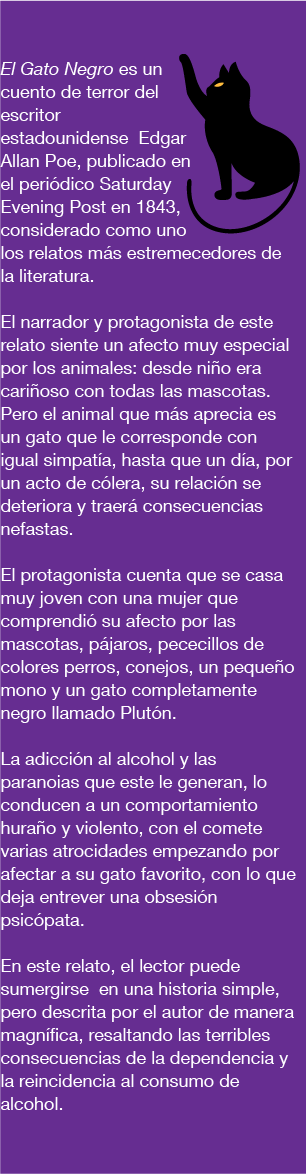 El Gato Negro es un
cuento de terror del
escritor
estadounidense  Edgar
Allan Poe, publicado en
el periódico Saturday
Evening Post en 1843,
considerado como uno
los relatos más estremecedores de
la literatura.

El narrador y protagonista de este
relato siente un afecto muy especial
por los animales: desde niño era
cariñoso con todas las mascotas.
Pero el animal que más aprecia es
un gato que le corresponde con
igual simpatía, hasta que un día, por
un acto de cólera, su relación se
deteriora y traerá consecuencias
nefastas.

El protagonista cuenta que se casa
muy joven con una mujer que
comprendió su afecto por las
mascotas, pájaros, pececillos de
colores perros, conejos, un pequeño
mono y un gato completamente
negro llamado Plutón.

La adicción al alcohol y las
paranoias que este le generan, lo
conducen a un comportamiento
huraño y violento, con el comete
varias atrocidades empezando por
afectar a su gato favorito, con lo que
deja entrever una obsesión
psicópata.

En este relato, el lector puede
sumergirse  en una historia simple,
pero descrita por el autor de manera
magnífica, resaltando las terribles
consecuencias de la dependencia y
la reincidencia al consumo de
alcohol.